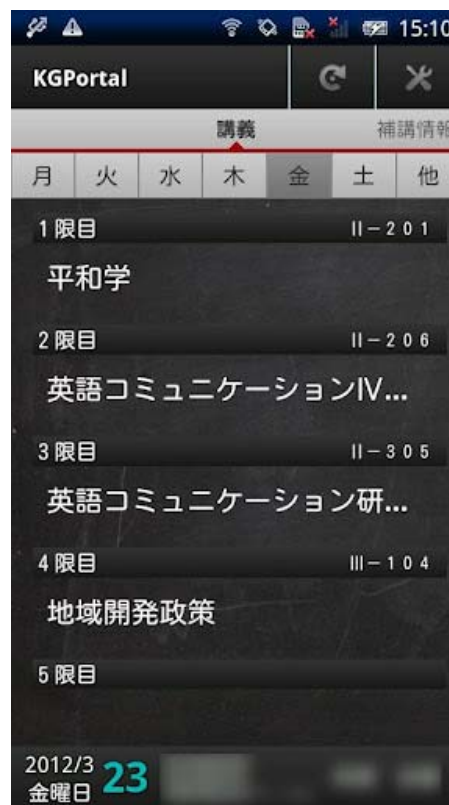 15:10
KGPortal
講義 補講情報
月 火 水 木 金 土 他
1限目 II-201
平和学
2限目 II-206
英語コミュニケーションIV...
3限目 II-305
英語コミュニケーション研...
4限目 III-104
地域開発政策
5限目
2012/3 23
金曜日